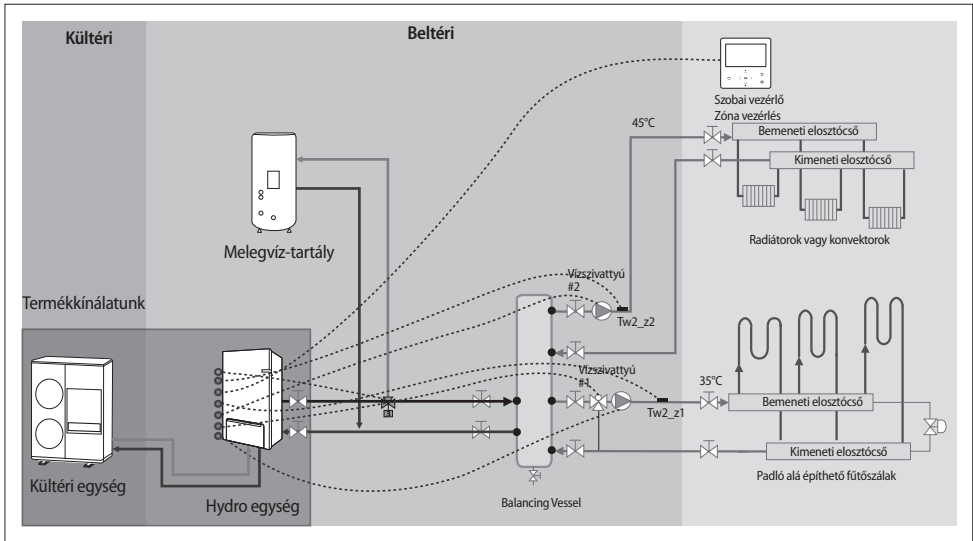 Kültéri
Beltéri
Szobai vezérlő
Zóna vezérlés
45°C
Bemeneti elosztócső
Kimeneti elosztócső
Radiátorok vagy konvektorok
Melegvíz-tartály
Vízszivattyú
#2
Tw2_z2
Termékkínálatunk
Vízszivattyú
#1
Tw2_z1
35°C
Bemeneti elosztócső
Kimeneti elosztócső
Padló alá építhető fűtőszálak
Kültéri egység
Hydro egység
Balancing Vessel